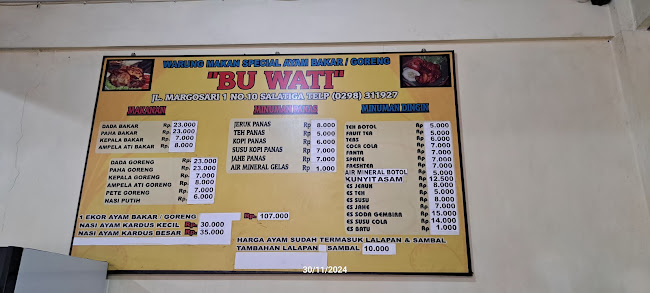 WARUNG MAKAN SPECIAL AYAM BAKAR / GORENG
"BU WATI"
JL. MARGOSARI 1 NO 10 SALATIGA TELP (0298) 311927
MAKANAN
DADA BAKAR Rp 23.000
PAHA BAKAR Rp 23.000
KEPALA BAKAR Rp 7.000
AMPELA ATI BAKAR Rp 8.000
DADA GORENG Rp 23.000
PAHA GORENG Rp 23.000
KEPALA GORENG Rp 7.000
AMPELA ATI GORENG Rp 8.000
PETE GORENG Rp 7.000
NASI PUTIH Rp 6.000
MINUMAN PANAS
JERUK PANAS Rp 8.000
TEH PANAS Rp 5.000
KOPI PANAS Rp 6.000
SUSU KOPI PANAS Rp 7.000
JAHE PANAS Rp 7.000
AIR MINERAL GELAS Rp 1.000
MINUMAN DINGIN
TEH BOTOL Rp 5.000
FRUIT TEA Rp 5.000
TEBS Rp 6.000
COCA COLA Rp 7.000
FANTA Rp 7.000
SPRITE Rp 7.000
FRESHTEA Rp 7.000
AIR MINERAL BOTOL Rp 5.000
KUNYIT ASAM Rp 12.500
ES JERUK Rp 8.000
ES TEH Rp 5.000
ES SUSU Rp 8.000
ES JAHE Rp 7.000
ES SODA GEMBIRA Rp 15.000
ES SUSU COLA Rp 14.000
ES BATU Rp 1.000
1 EKOR AYAM BAKAR / GORENG Rp 107.000
NASI AYAM KARDUS KECIL Rp. 30.000
NASI AYAM KARDUS BESAR Rp. 35.000
HARGA AYAM SUDAH TERMASUK LALAPAN & SAMBAL
TAMBAHAN LALAPAN SAMBAL 10.000
30/11/2024